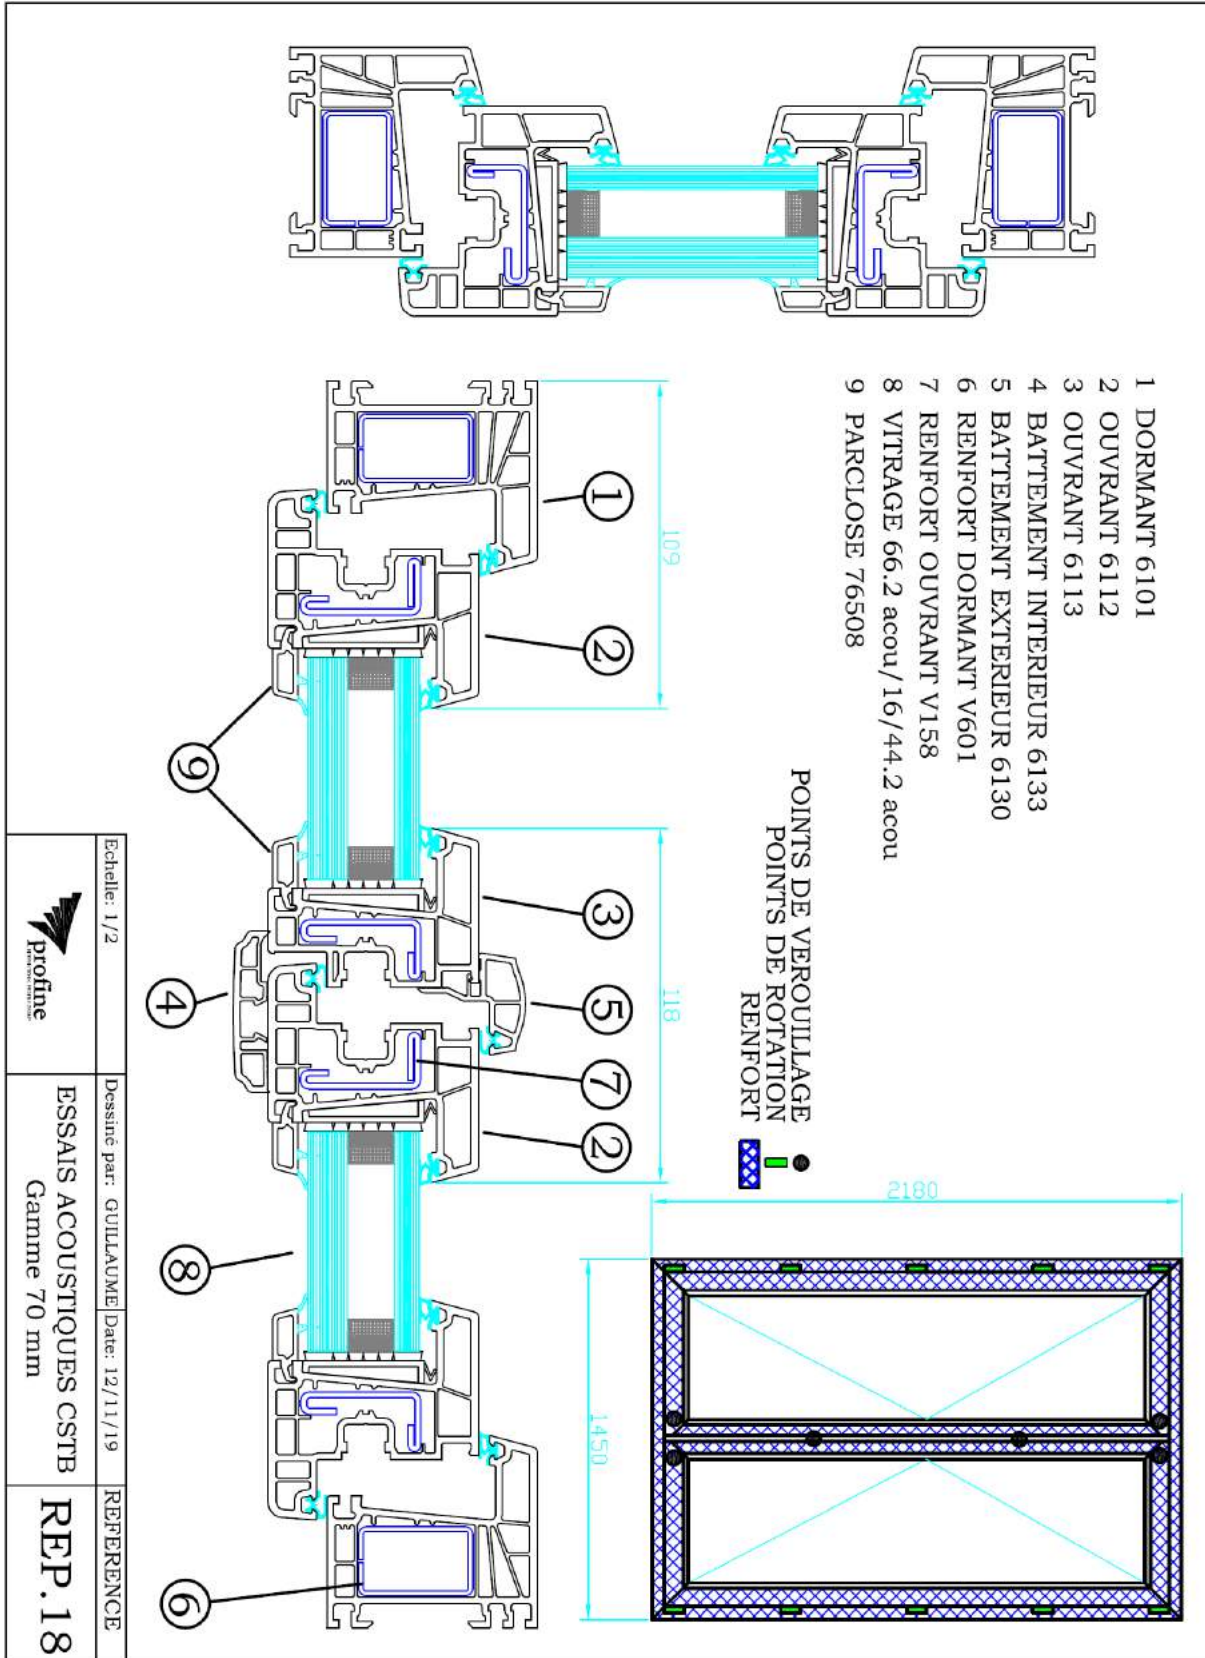 1 DORMANT 6101
2 OUVRANT 6112
3 OUVRANT 6113
4 BATTEMENT INTERIEUR 6133
5 BATTEMENT EXTERIEUR 6130
6 RENFORT DORMANT V601
7 RENFORT OUVRANT V158
8 VITRAGE 66.2 acou/16/44.2 acou
9 PARCLOSE 76508
POINTS DE VEROUILLAGE
POINTS DE ROTATION
RENFORT
2180
1450
109
118
1
2
3
5
7
2
9
4
8
6
Echelle: 1/2
Dessiné par: GUILLAUME
Date: 12/11/19
REFERENCE
profine
ESSAIS ACOUSTIQUES CSTB
Gamme 70 mm
REP.18